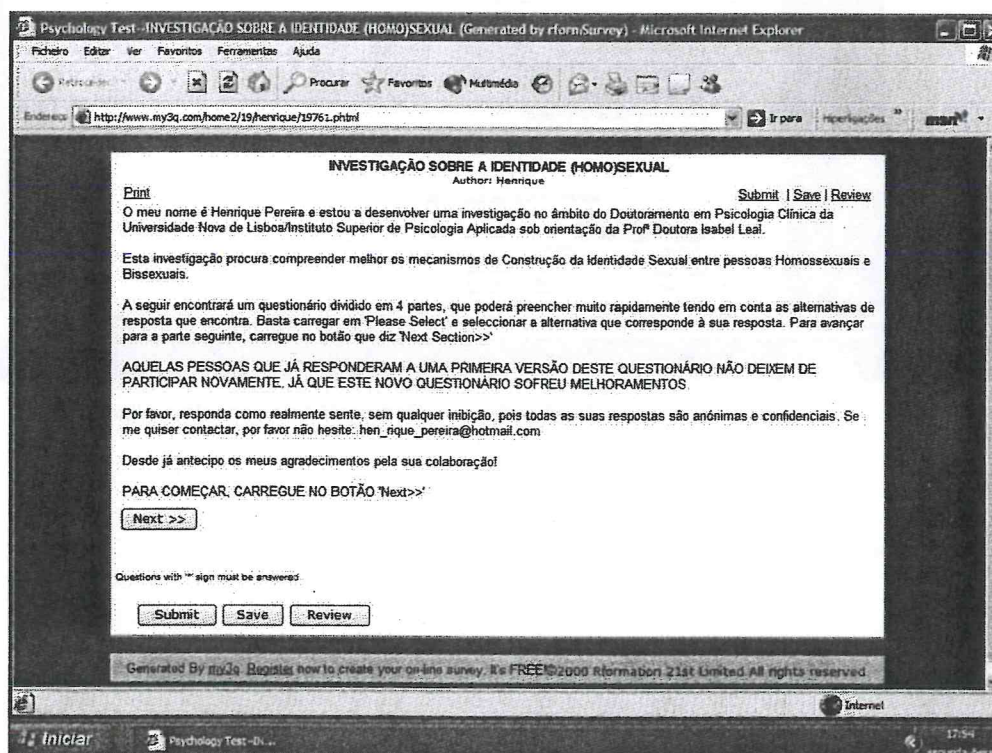 Psychology Test--INVESTIGAÇÃO SOBRE A IDENTIDADE (HOMO)SEXUAL (Generated by rformSurvey) - Microsoft Internet Explorer
Ficheiro Editar Ver Favoritos Ferramentas Ajuda
Procurar Favoritos Multimédia
Endereço http://www.my3q.com/home2/19/henrique/19761.phtml Ir para Hiperligações
INVESTIGAÇÃO SOBRE A IDENTIDADE (HOMO)SEXUAL
Author: Henrique
Print Submit | Save | Review
O meu nome é Henrique Pereira e estou a desenvolver uma investigação no âmbito do Doutoramento em Psicologia Clínica da
Universidade Nova de Lisboa/Instituto Superior de Psicologia Aplicada sob orientação da Profª Doutora Isabel Leal.
Esta investigação procura compreender melhor os mecanismos de Construção da Identidade Sexual entre pessoas Homossexuais e
Bissexuais.
A seguir encontrará um questionário dividido em 4 partes, que poderá preencher muito rapidamente tendo em conta as alternativas de
resposta que encontra. Basta carregar em 'Please Select' e seleccionar a alternativa que corresponde à sua resposta. Para avançar
para a parte seguinte, carregue no botão que diz 'Next Section>>'
AQUELAS PESSOAS QUE JÁ RESPONDERAM A UMA PRIMEIRA VERSÃO DESTE QUESTIONÁRIO NÃO DEIXEM DE
PARTICIPAR NOVAMENTE, JÁ QUE ESTE NOVO QUESTIONÁRIO SOFREU MELHORAMENTOS.
Por favor, responda como realmente sente, sem qualquer inibição, pois todas as suas respostas são anónimas e confidenciais. Se
me quiser contactar, por favor não hesite: hen_rique_pereira@hotmail.com
Desde já antecipo os meus agradecimentos pela sua colaboração!
PARA COMEÇAR, CARREGUE NO BOTÃO 'Next>>'
Next >>
Questions with '*' sign must be answered.
Submit Save Review
Generated By my3q. Register now to create your on-line survey. It's FREE!©2000 Rformation 21st Limited All rights reserved
Internet
Iniciar Psychology Test--IN... 17:54